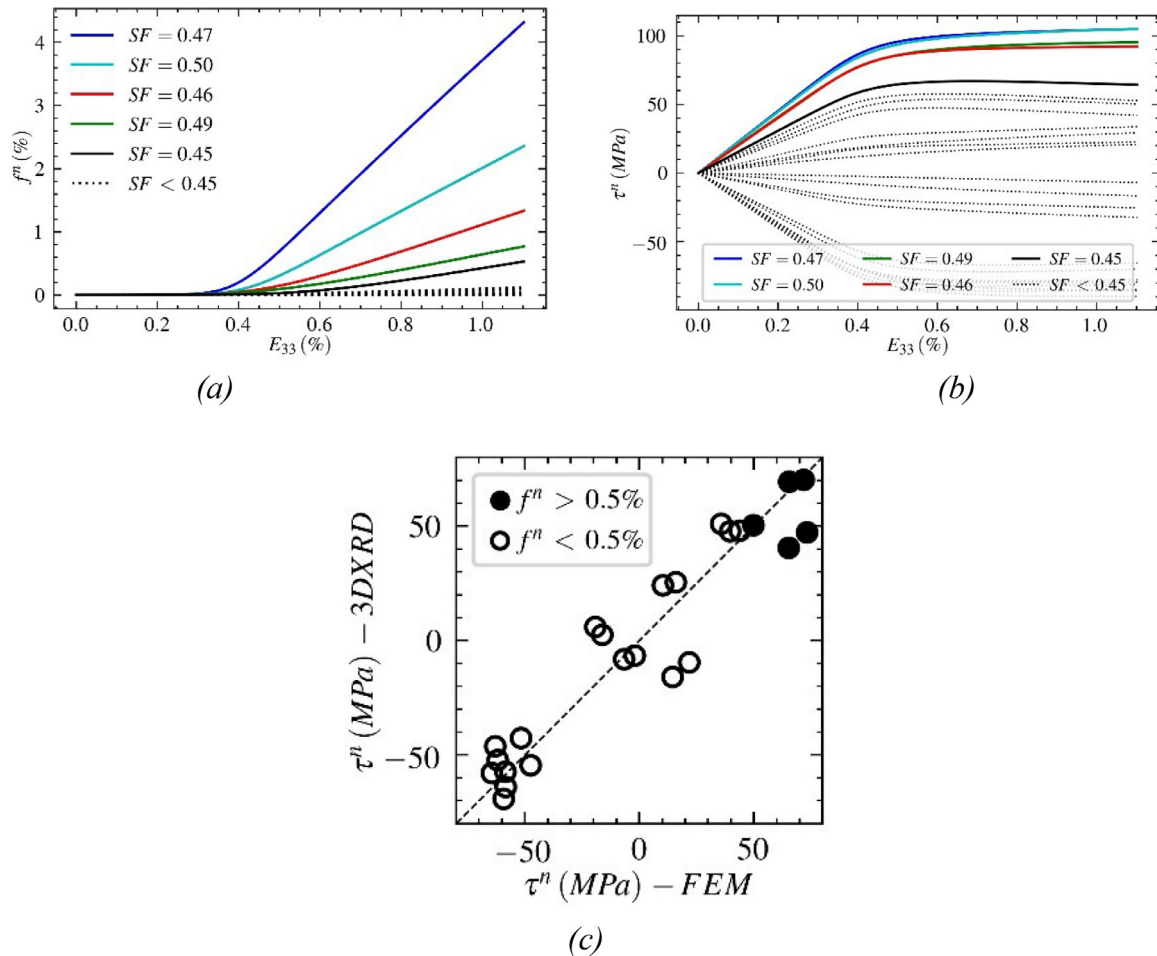 4
3
2
1
0
f^n (%)
SF = 0.47
SF = 0.50
SF = 0.46
SF = 0.49
SF = 0.45
SF < 0.45
0.0 0.2 0.4 0.6 0.8 1.0
E33 (%)
(a)
100
50
0
−50
τ^n (MPa)
SF = 0.47 SF = 0.49 SF = 0.45
SF = 0.50 SF = 0.46 SF < 0.45
0.0 0.2 0.4 0.6 0.8 1.0
E33 (%)
(b)
τ^n (MPa) − 3DXRD
f^n > 0.5%
f^n < 0.5%
50
0
−50
−50 0 50
τ^n (MPa) − FEM
(c)